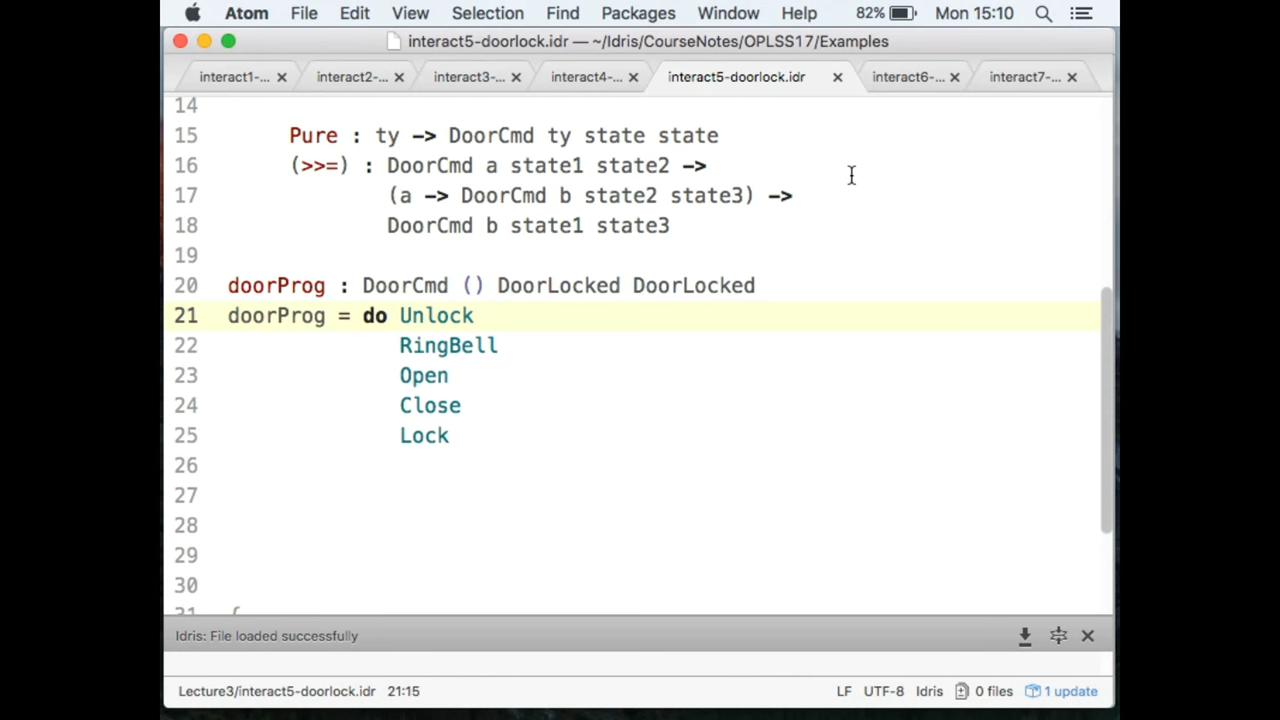 Atom File Edit View Selection Find Packages Window Help 82% Mon 15:10
interact5-doorlock.idr — ~/Idris/CourseNotes/OPLSS17/Examples
interact1-... interact2-... interact3-... interact4-... interact5-doorlock.idr interact6-... interact7-...
14
15 Pure : ty -> DoorCmd ty state state
16 (>>=) : DoorCmd a state1 state2 ->
17 (a -> DoorCmd b state2 state3) ->
18 DoorCmd b state1 state3
19
20 doorProg : DoorCmd () DoorLocked DoorLocked
21 doorProg = do Unlock
22 RingBell
23 Open
24 Close
25 Lock
26
27
28
29
30
31 {
Idris: File loaded successfully
Lecture3/interact5-doorlock.idr 21:15 LF UTF-8 Idris 0 files 1 update